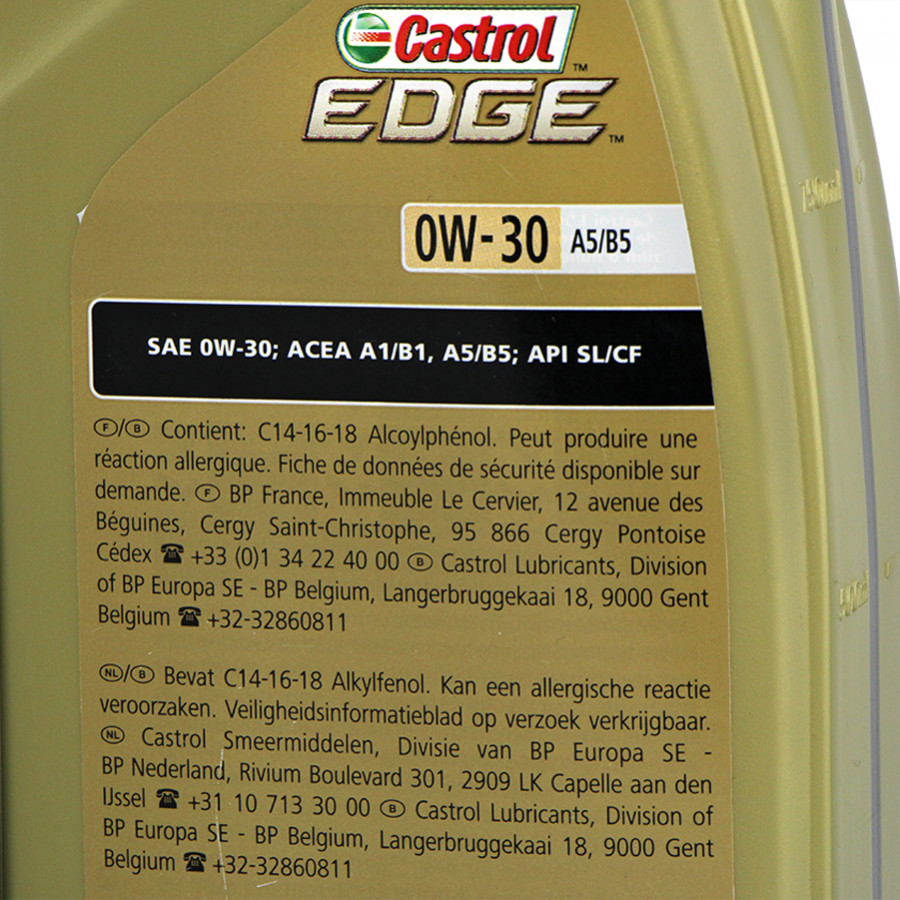 Castrol
EDGE
0W-30 A5/B5
SAE 0W-30; ACEA A1/B1, A5/B5; API SL/CF
F/B Contient: C14-16-18 Alcoylphénol. Peut produire une
réaction allergique. Fiche de données de sécurité disponible sur
demande. F BP France, Immeuble Le Cervier, 12 avenue des
Béguines, Cergy Saint-Christophe, 95 866 Cergy Pontoise
Cédex ☎ +33 (0)1 34 22 40 00 B Castrol Lubricants, Division
of BP Europa SE - BP Belgium, Langerbruggekaai 18, 9000 Gent
Belgium ☎ +32-32860811
NL/B Bevat C14-16-18 Alkylfenol. Kan een allergische reactie
veroorzaken. Veiligheidsinformatieblad op verzoek verkrijgbaar.
NL Castrol Smeermiddelen, Divisie van BP Europa SE -
BP Nederland, Rivium Boulevard 301, 2909 LK Capelle aan den
IJssel ☎ +31 10 713 30 00 B Castrol Lubricants, Division of
BP Europa SE - BP Belgium, Langerbruggekaai 18, 9000 Gent
Belgium ☎ +32-32860811